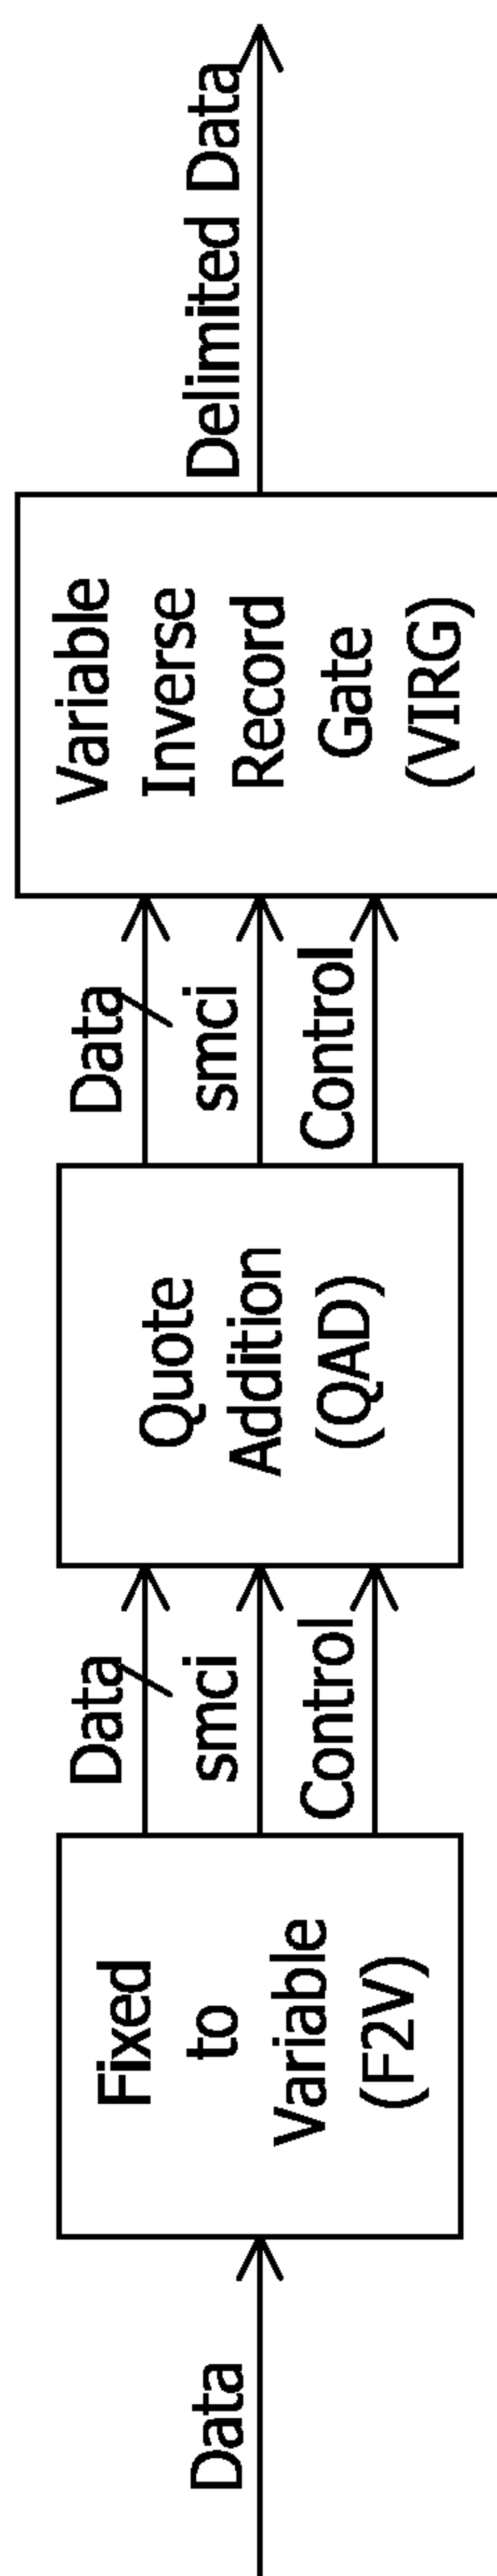 Data
Fixed
to
Variable
(F2V)
Data
smci
Control
Quote
Addition
(QAD)
Data
smci
Control
Variable
Inverse
Record
Gate
(VIRG)
Delimited Data